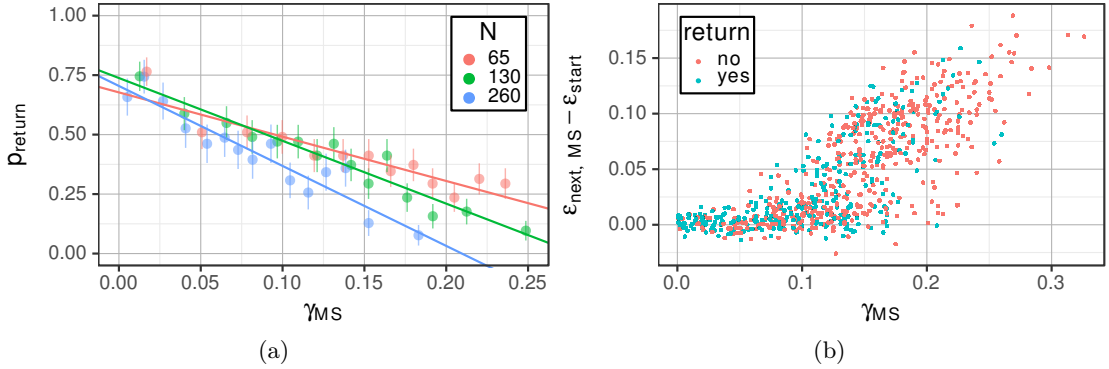 1.00
0.75
0.50
0.25
0.00
p_return
N
65
130
260
0.00 0.05 0.10 0.15 0.20 0.25
γ_MS
(a)
0.15
0.10
0.05
0.00
ε_next, MS − ε_start
return
no
yes
0.0 0.1 0.2 0.3
γ_MS
(b)